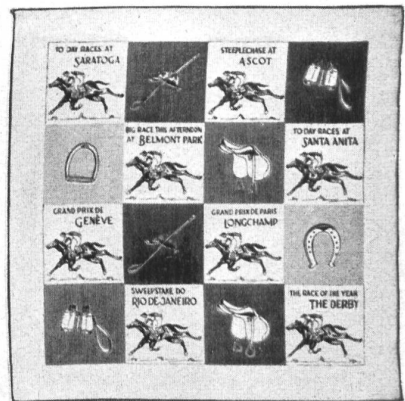 TO DAY RACES AT
SARATOGA
STEEPLECHASE AT
ASCOT
BIG RACE THIS AFTERNOON
AT BELMONT PARK
TO DAY RACES AT
SANTA ANITA
GRAND PRIX DE
GENÈVE
GRAND PRIX DE PARIS
LONGCHAMP
SWEEPSTAKE DO
RIO DE JANEIRO
THE RACE OF THE YEAR
THE DERBY